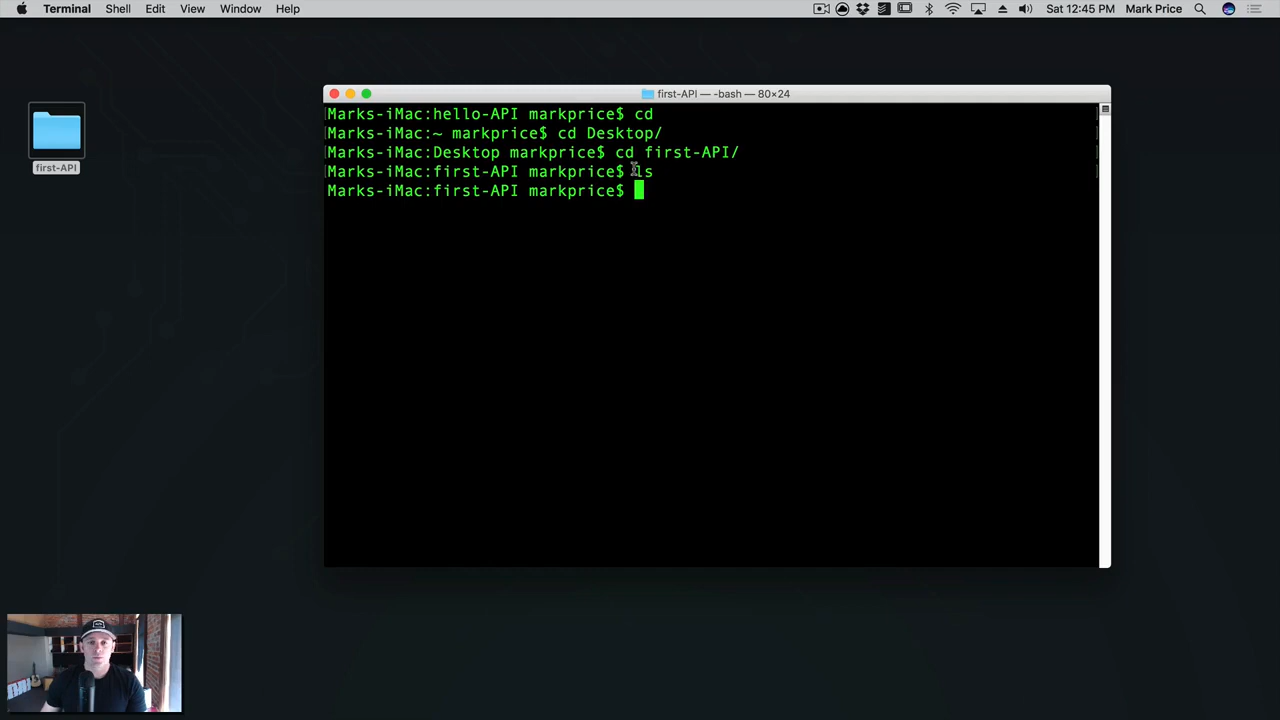 Terminal Shell Edit View Window Help Sat 12:45 PM Mark Price
first-API — -bash — 80×24
Marks-iMac:hello-API markprice$ cd
Marks-iMac:~ markprice$ cd Desktop/
Marks-iMac:Desktop markprice$ cd first-API/
Marks-iMac:first-API markprice$ ls
Marks-iMac:first-API markprice$
first-API